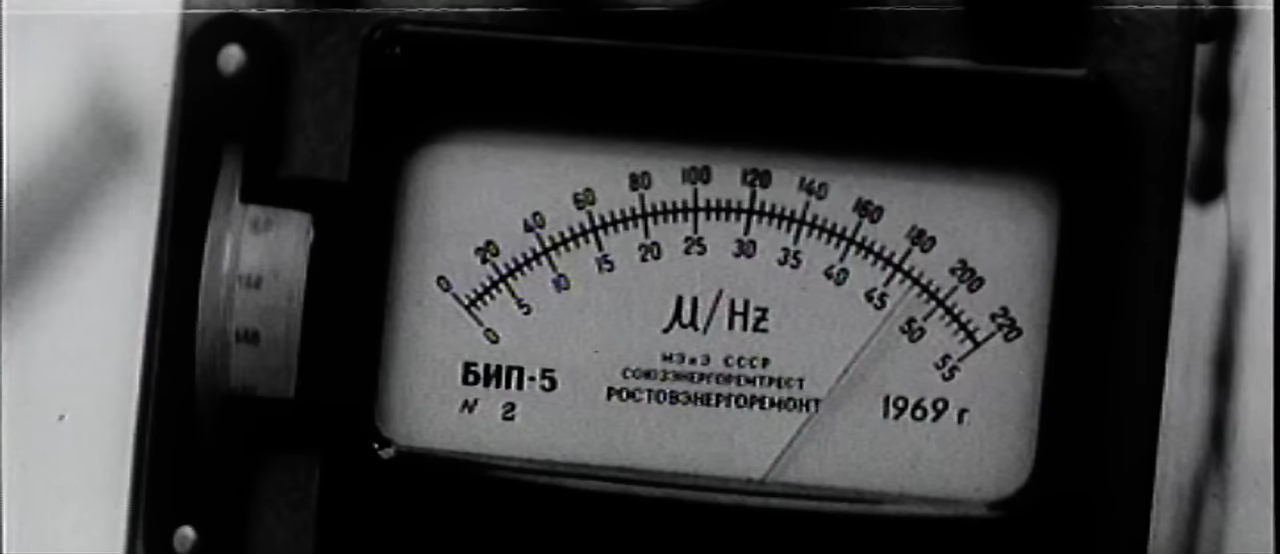 0 20 40 60 80 100 120 140 160 180 200 220
0 5 10 15 20 25 30 35 40 45 50 55
μ/Hz
МЭиЭ СССР
СОЮЗЭНЕРГОРЕМТРЕСТ
РОСТОВЭНЕРГОРЕМОНТ
БИП-5
N 2
1969 г.